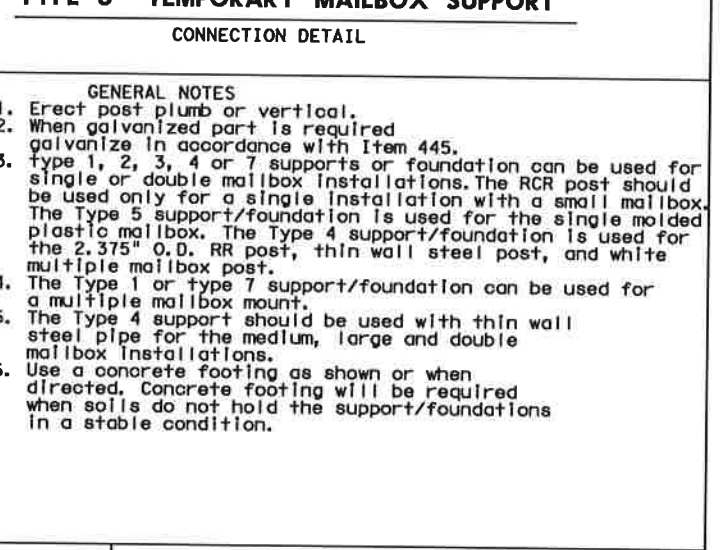 TEMPORARY MAILBOX SUPPORT
CONNECTION DETAIL
GENERAL NOTES
1. Erect post plumb or vertical.
2. When galvanized part is required
galvanize in accordance with Item 445.
3. type 1, 2, 3, 4 or 7 supports or foundation can be used for
single or double mailbox installations. The RCR post should
be used only for a single installation with a small mailbox.
The Type 5 support/foundation is used for the single molded
plastic mailbox. The Type 4 support/foundation is used for
the 2.375" O.D. RR post, thin wall steel post, and white
multiple mailbox post.
4. The Type 1 or type 7 support/foundation can be used for
a multiple mailbox mount.
5. The Type 4 support should be used with thin wall
steel pipe for the medium, large and double
mailbox installations.
6. Use a concrete footing as shown or when
directed. Concrete footing will be required
when soils do not hold the support/foundations
in a stable condition.